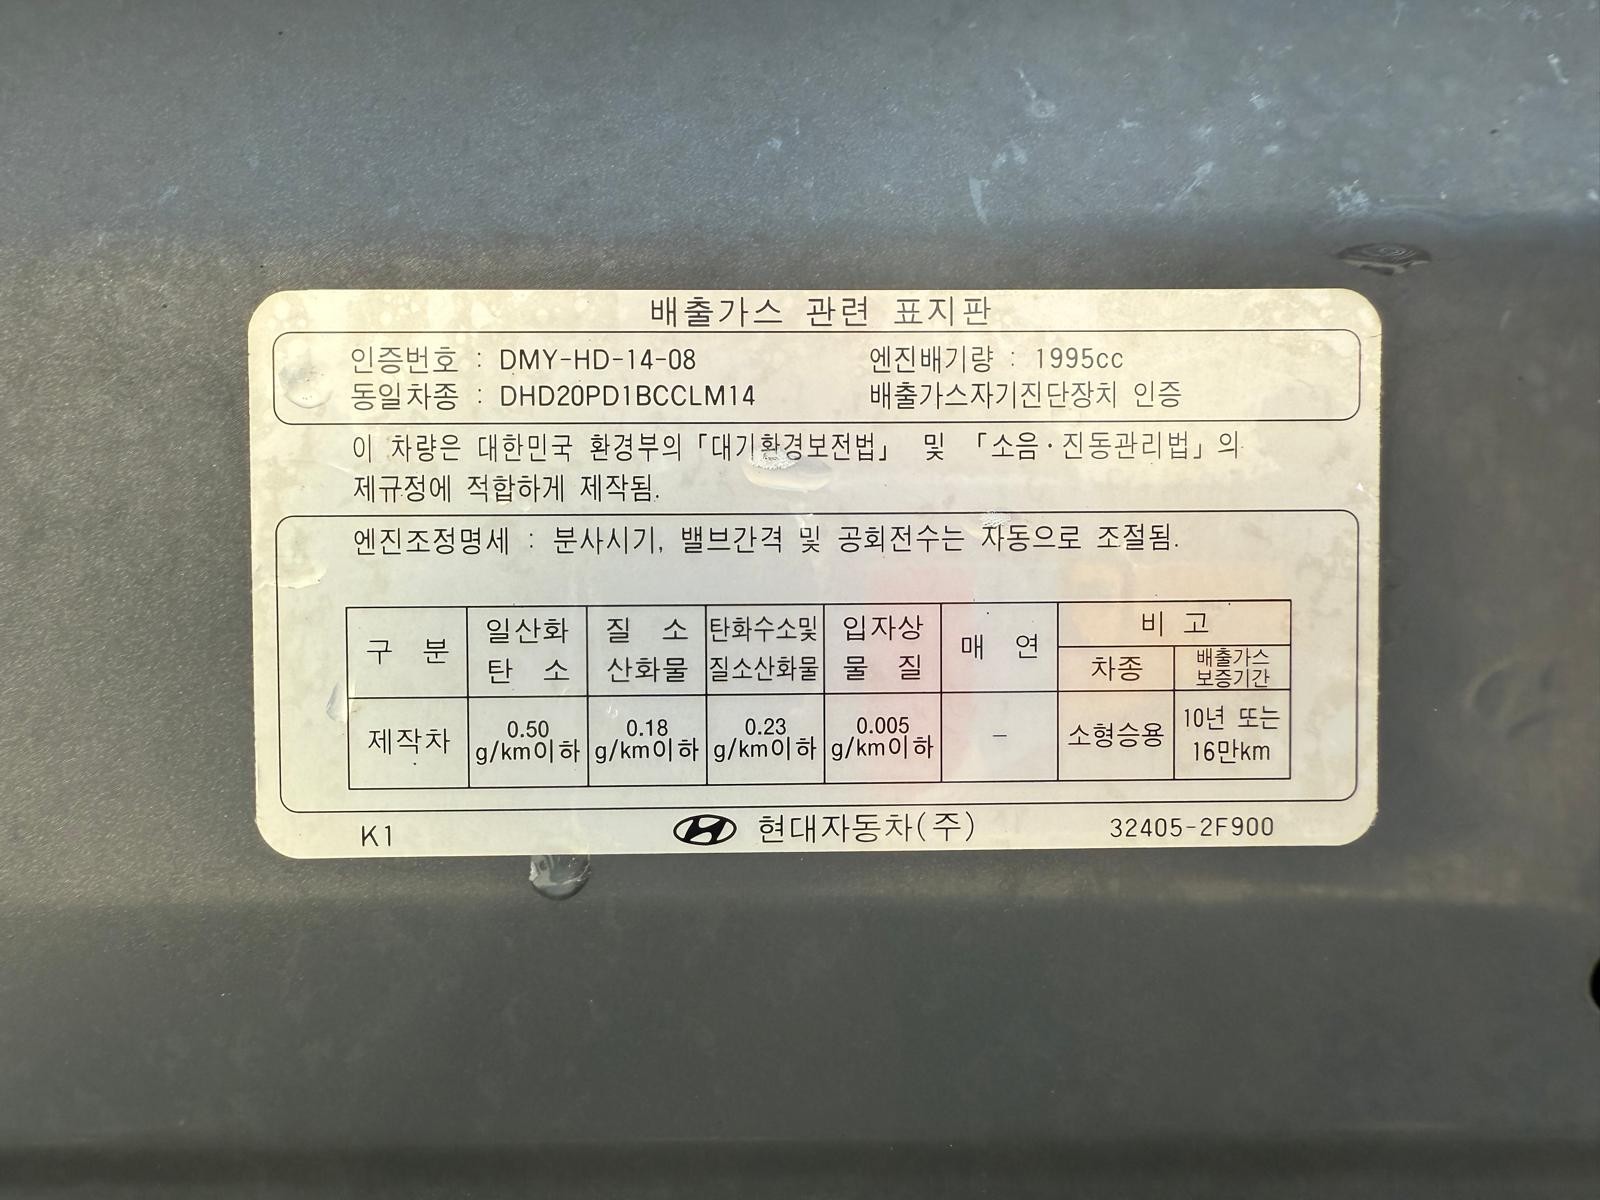 배출가스 관련 표지판
인증번호 : DMY-HD-14-08 엔진배기량 : 1995cc
동일차종 : DHD20PD1BCCLM14 배출가스자기진단장치 인증
이 차량은 대한민국 환경부의 「대기환경보전법」 및 「소음·진동관리법」의
제규정에 적합하게 제작됨.
엔진조정명세 : 분사시기, 밸브간격 및 공회전수는 자동으로 조절됨.
구 분
일산화
탄 소
질 소
산화물
탄화수소및
질소산화물
입자상
물 질
매 연
비 고
차종
배출가스
보증기간
제작차
0.50
g/km이하
0.18
g/km이하
0.23
g/km이하
0.005
g/km이하
–
소형승용
10년 또는
16만km
K1 현대자동차(주) 32405-2F900